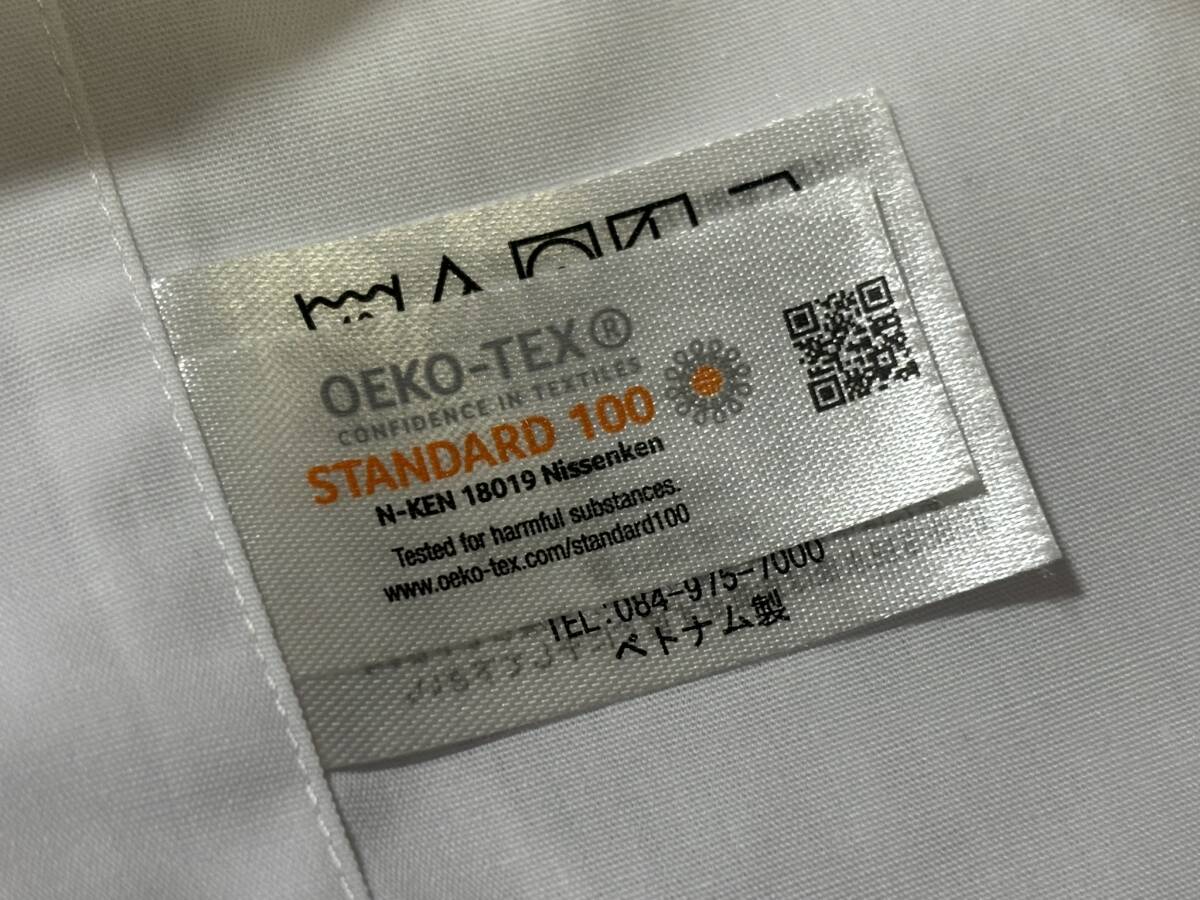 OEKO-TEX®
CONFIDENCE IN TEXTILES
STANDARD 100
N-KEN 18019 Nissenken
Tested for harmful substances.
www.oeko-tex.com/standard100
TEL:084-975-7000
ベトナム製